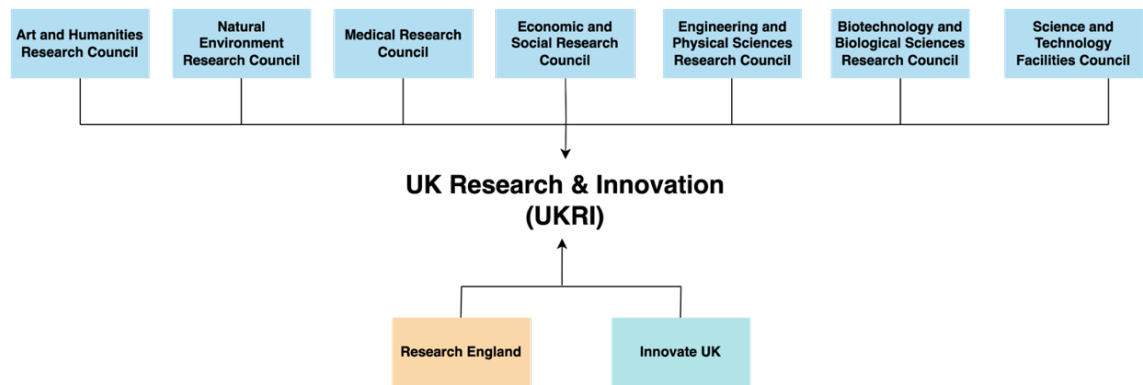 Art and Humanities
Research Council
Natural
Environment
Research Council
Medical Research
Council
Economic and
Social Research
Council
Engineering and
Physical Sciences
Research Council
Biotechnology and
Biological Sciences
Research Council
Science and
Technology
Facilities Council
UK Research & Innovation
(UKRI)
Research England
Innovate UK